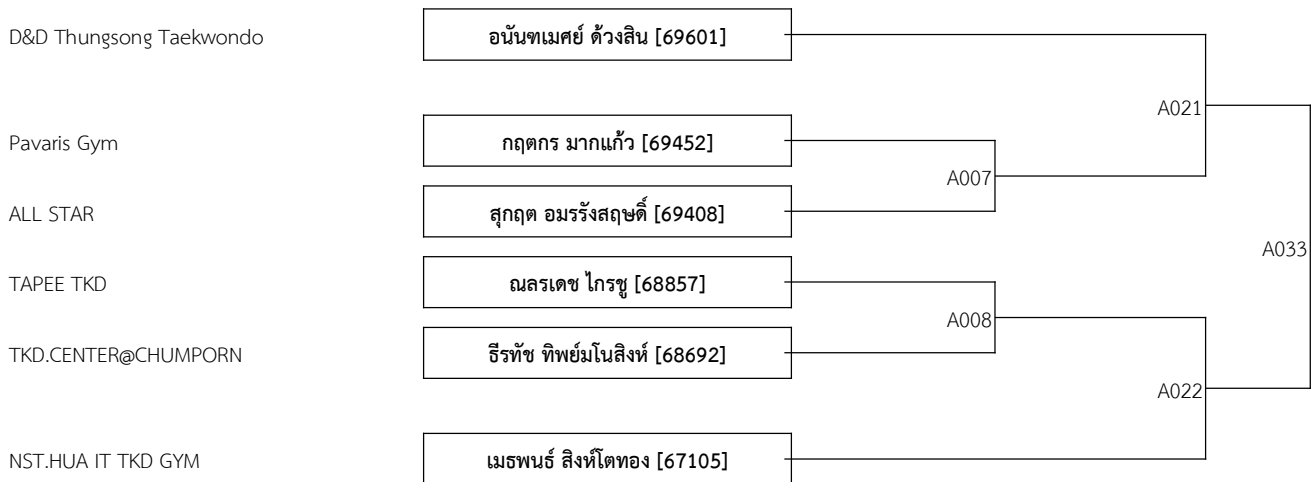 D&D Thungsong Taekwondo อนันฑเมศย์ ด้วงสิน [69601]
A021
Pavaris Gym กฤตกร มากแก้ว [69452]
A007
ALL STAR สุกฤต อมรรังสฤษดิ์ [69408]
A033
TAPEE TKD ณลรเดช ไกรชู [68857]
A008
TKD.CENTER@CHUMPORN ธีรทัช ทิพย์มโนสิงห์ [68692]
A022
NST.HUA IT TKD GYM เมธพนธ์ สิงห์โตทอง [67105]